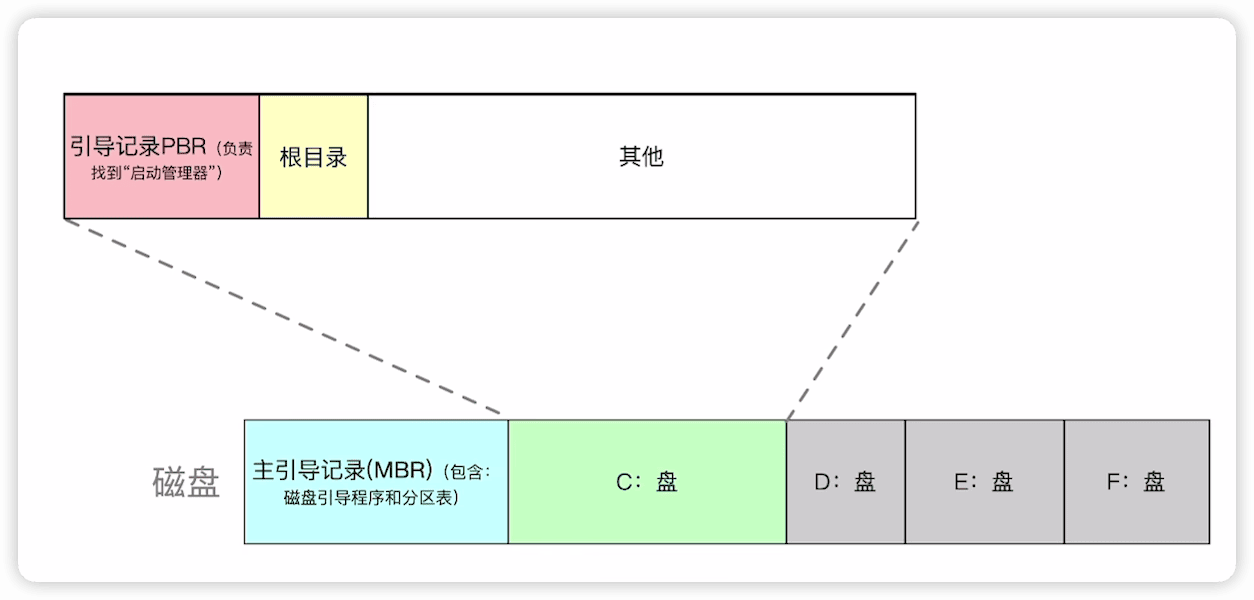 引导记录PBR（负责
找到“启动管理器”）
根目录
其他
磁盘
主引导记录(MBR)（包含：
磁盘引导程序和分区表）
C：盘
D：盘
E：盘
F：盘